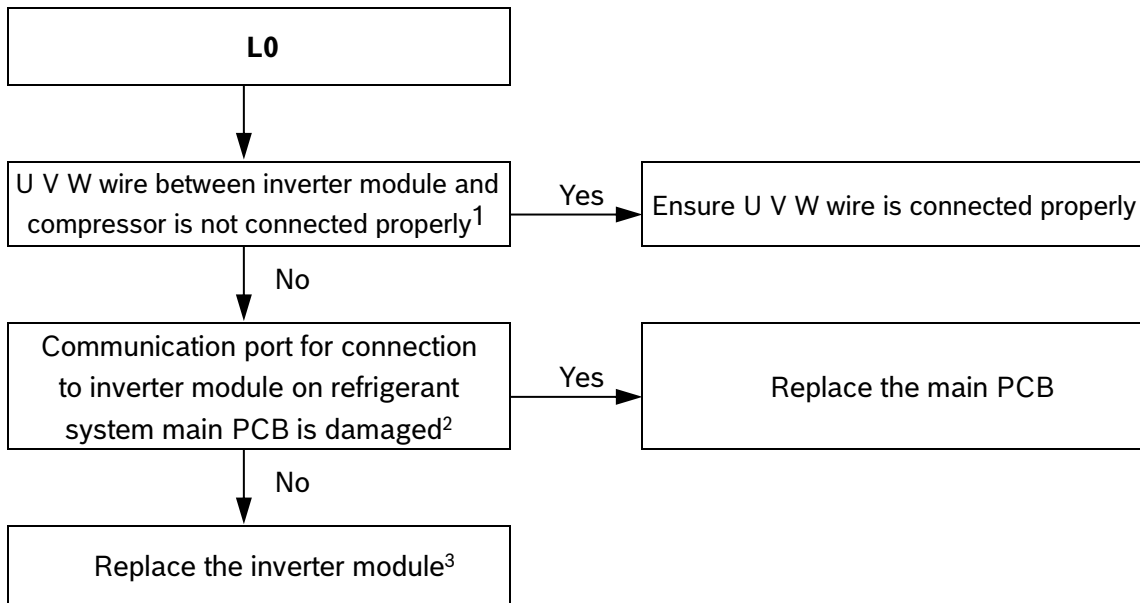 L0
U V W wire between inverter module and
compressor is not connected properly1
Yes
Ensure U V W wire is connected properly
No
Communication port for connection
to inverter module on refrigerant
system main PCB is damaged2
Yes
Replace the main PCB
No
Replace the inverter module3